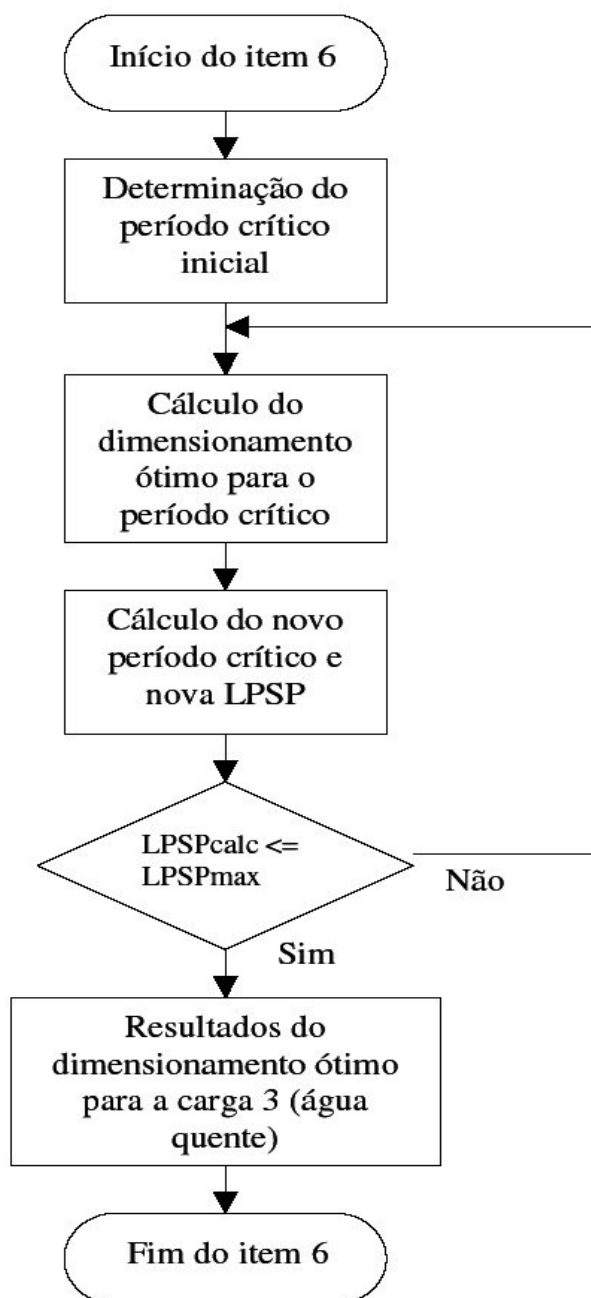 Início do item 6
Determinação do
período crítico
inicial
Cálculo do
dimensionamento
ótimo para o
período crítico
Cálculo do novo
período crítico e
nova LPSP
LPSPcalc <=
LPSPmax
Não
Sim
Resultados do
dimensionamento ótimo
para a carga 3 (água
quente)
Fim do item 6